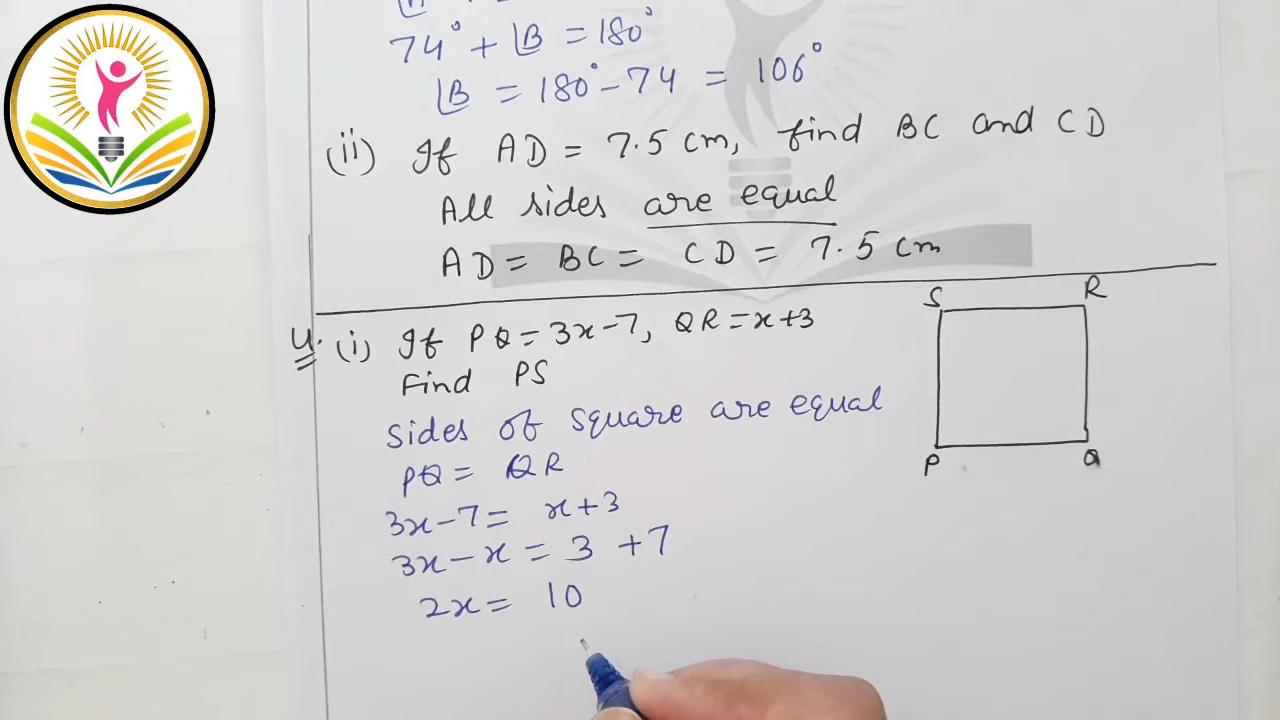 74° + ∠B = 180°
∠B = 180° - 74 = 106°
(ii) If AD = 7.5 cm, find BC and CD
All sides are equal
AD = BC = CD = 7.5 cm
4. (i) If PQ = 3x-7, QR = x+3
Find PS
S R
P Q
sides of square are equal
PQ = QR
3x-7 = x+3
3x-x = 3 +7
2x = 10